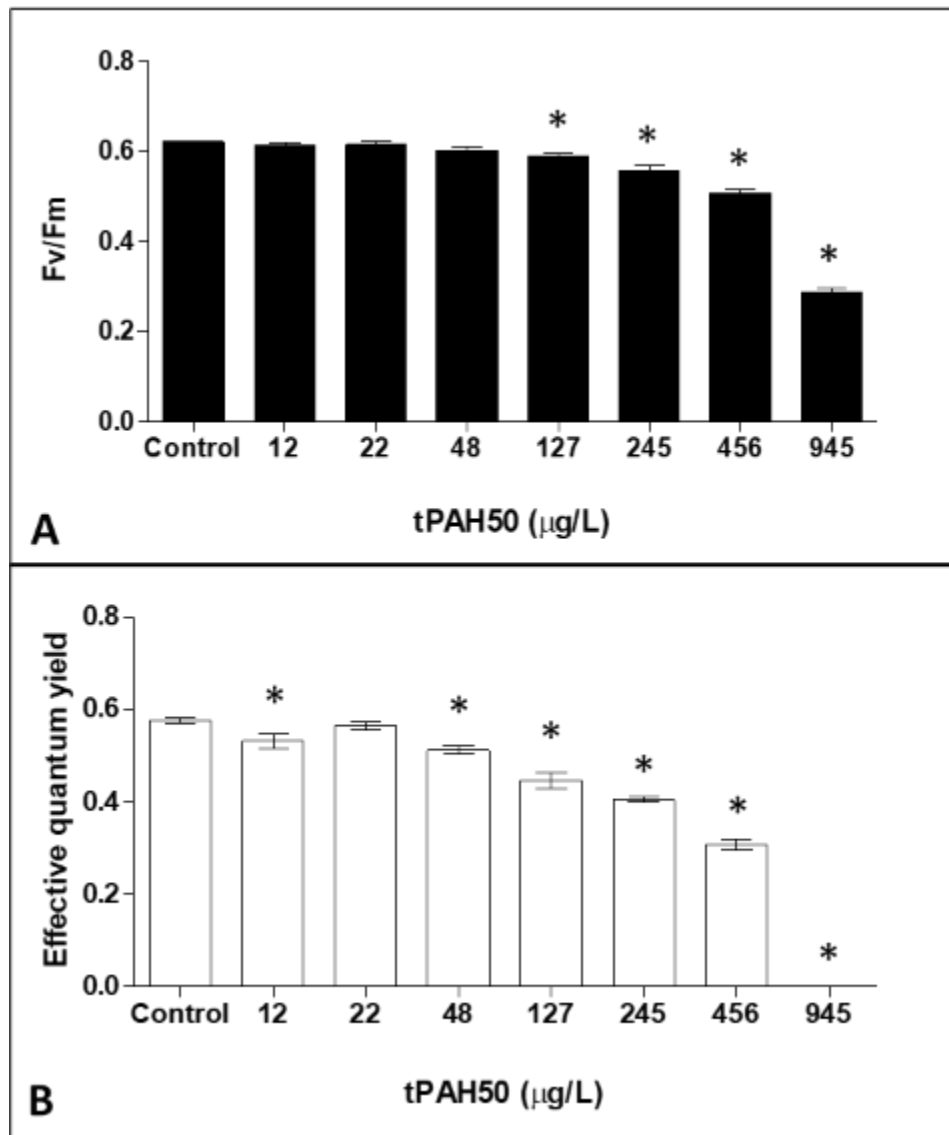 0.8
*
*
*
0.6
*
0.4
0.2
0.0
Fv/Fm
Control 12 22 48 127 245 456 945
tPAH50 (μg/L)
A
0.8
*
*
*
0.6
*
*
0.4
0.2
*
0.0
Effective quantum yield
Control 12 22 48 127 245 456 945
tPAH50 (μg/L)
B